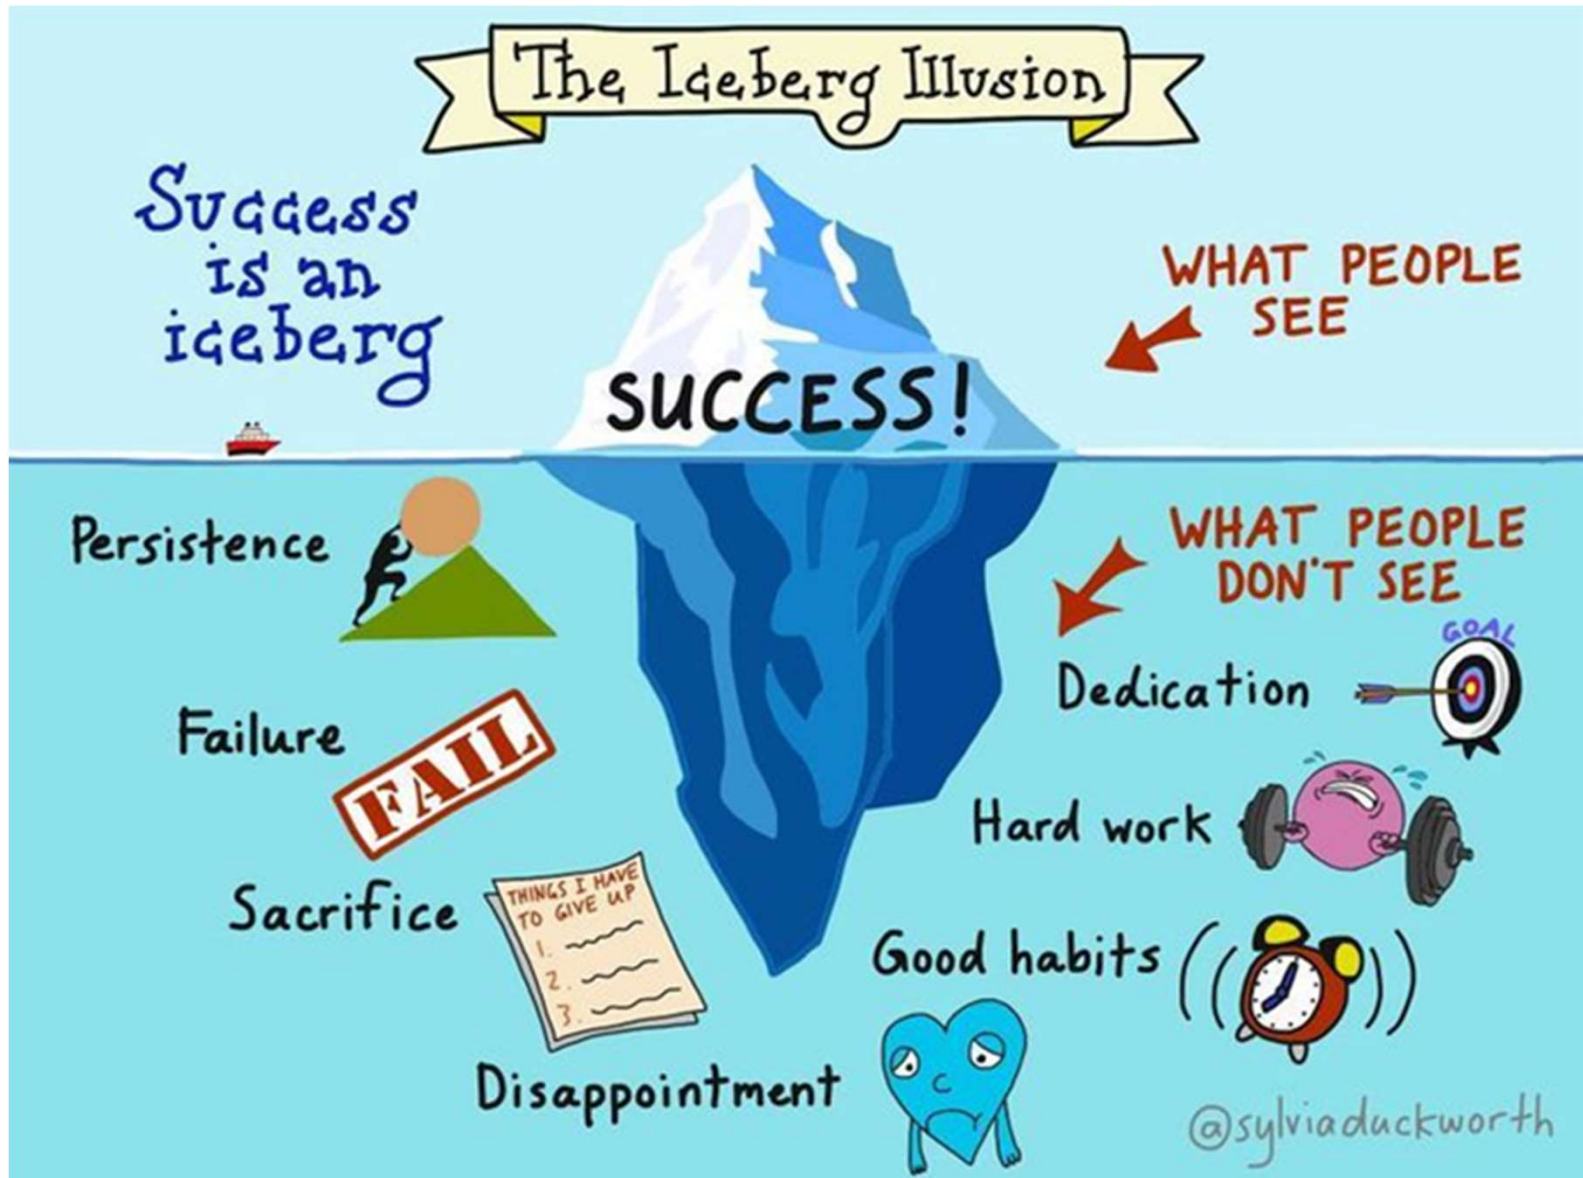 The Iceberg Illusion
Success
is an
iceberg
WHAT PEOPLE
SEE
SUCCESS!
Persistence
WHAT PEOPLE
DON'T SEE
GOAL
Dedication
Failure
FAIL
Hard work
Sacrifice
THINGS I HAVE
TO GIVE UP
1.
2.
3.
Good habits
Disappointment
@sylviaduckworth